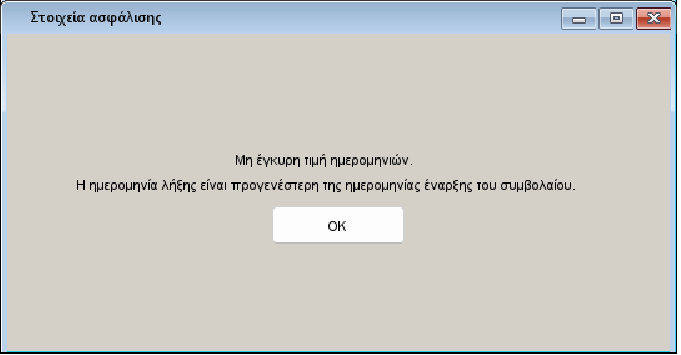 Στοιχεία ασφάλισης
Μη έγκυρη τιμή ημερομηνιών.
Η ημερομηνία λήξης είναι προγενέστερη της ημερομηνίας έναρξης του συμβολαίου.
OK